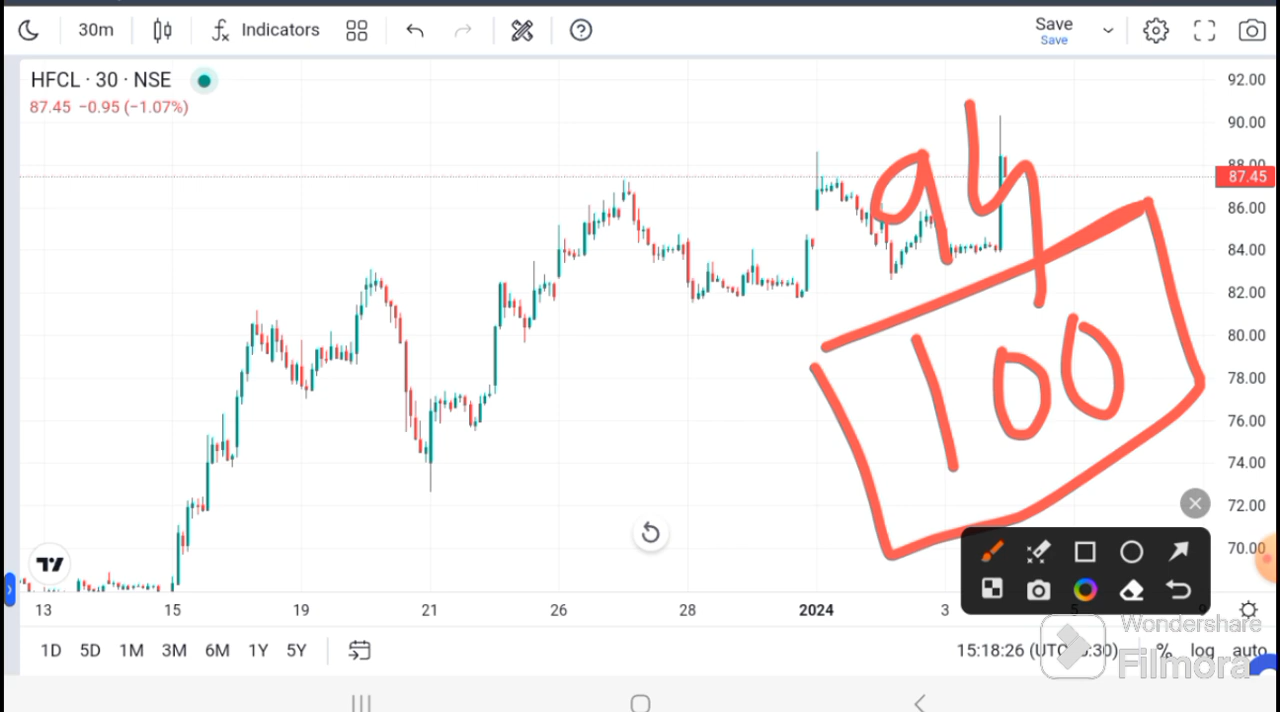 30m Indicators Save
Save
HFCL · 30 · NSE
87.45 −0.95 (−1.07%)
92.00
90.00
88.00
87.45
86.00
84.00
82.00
80.00
78.00
76.00
74.00
72.00
70.00
100
13 15 19 21 26 28 2024 3 5 9
1D 5D 1M 3M 6M 1Y 5Y 15:18:26 (UTC % log auto
Wondershare
Filmora